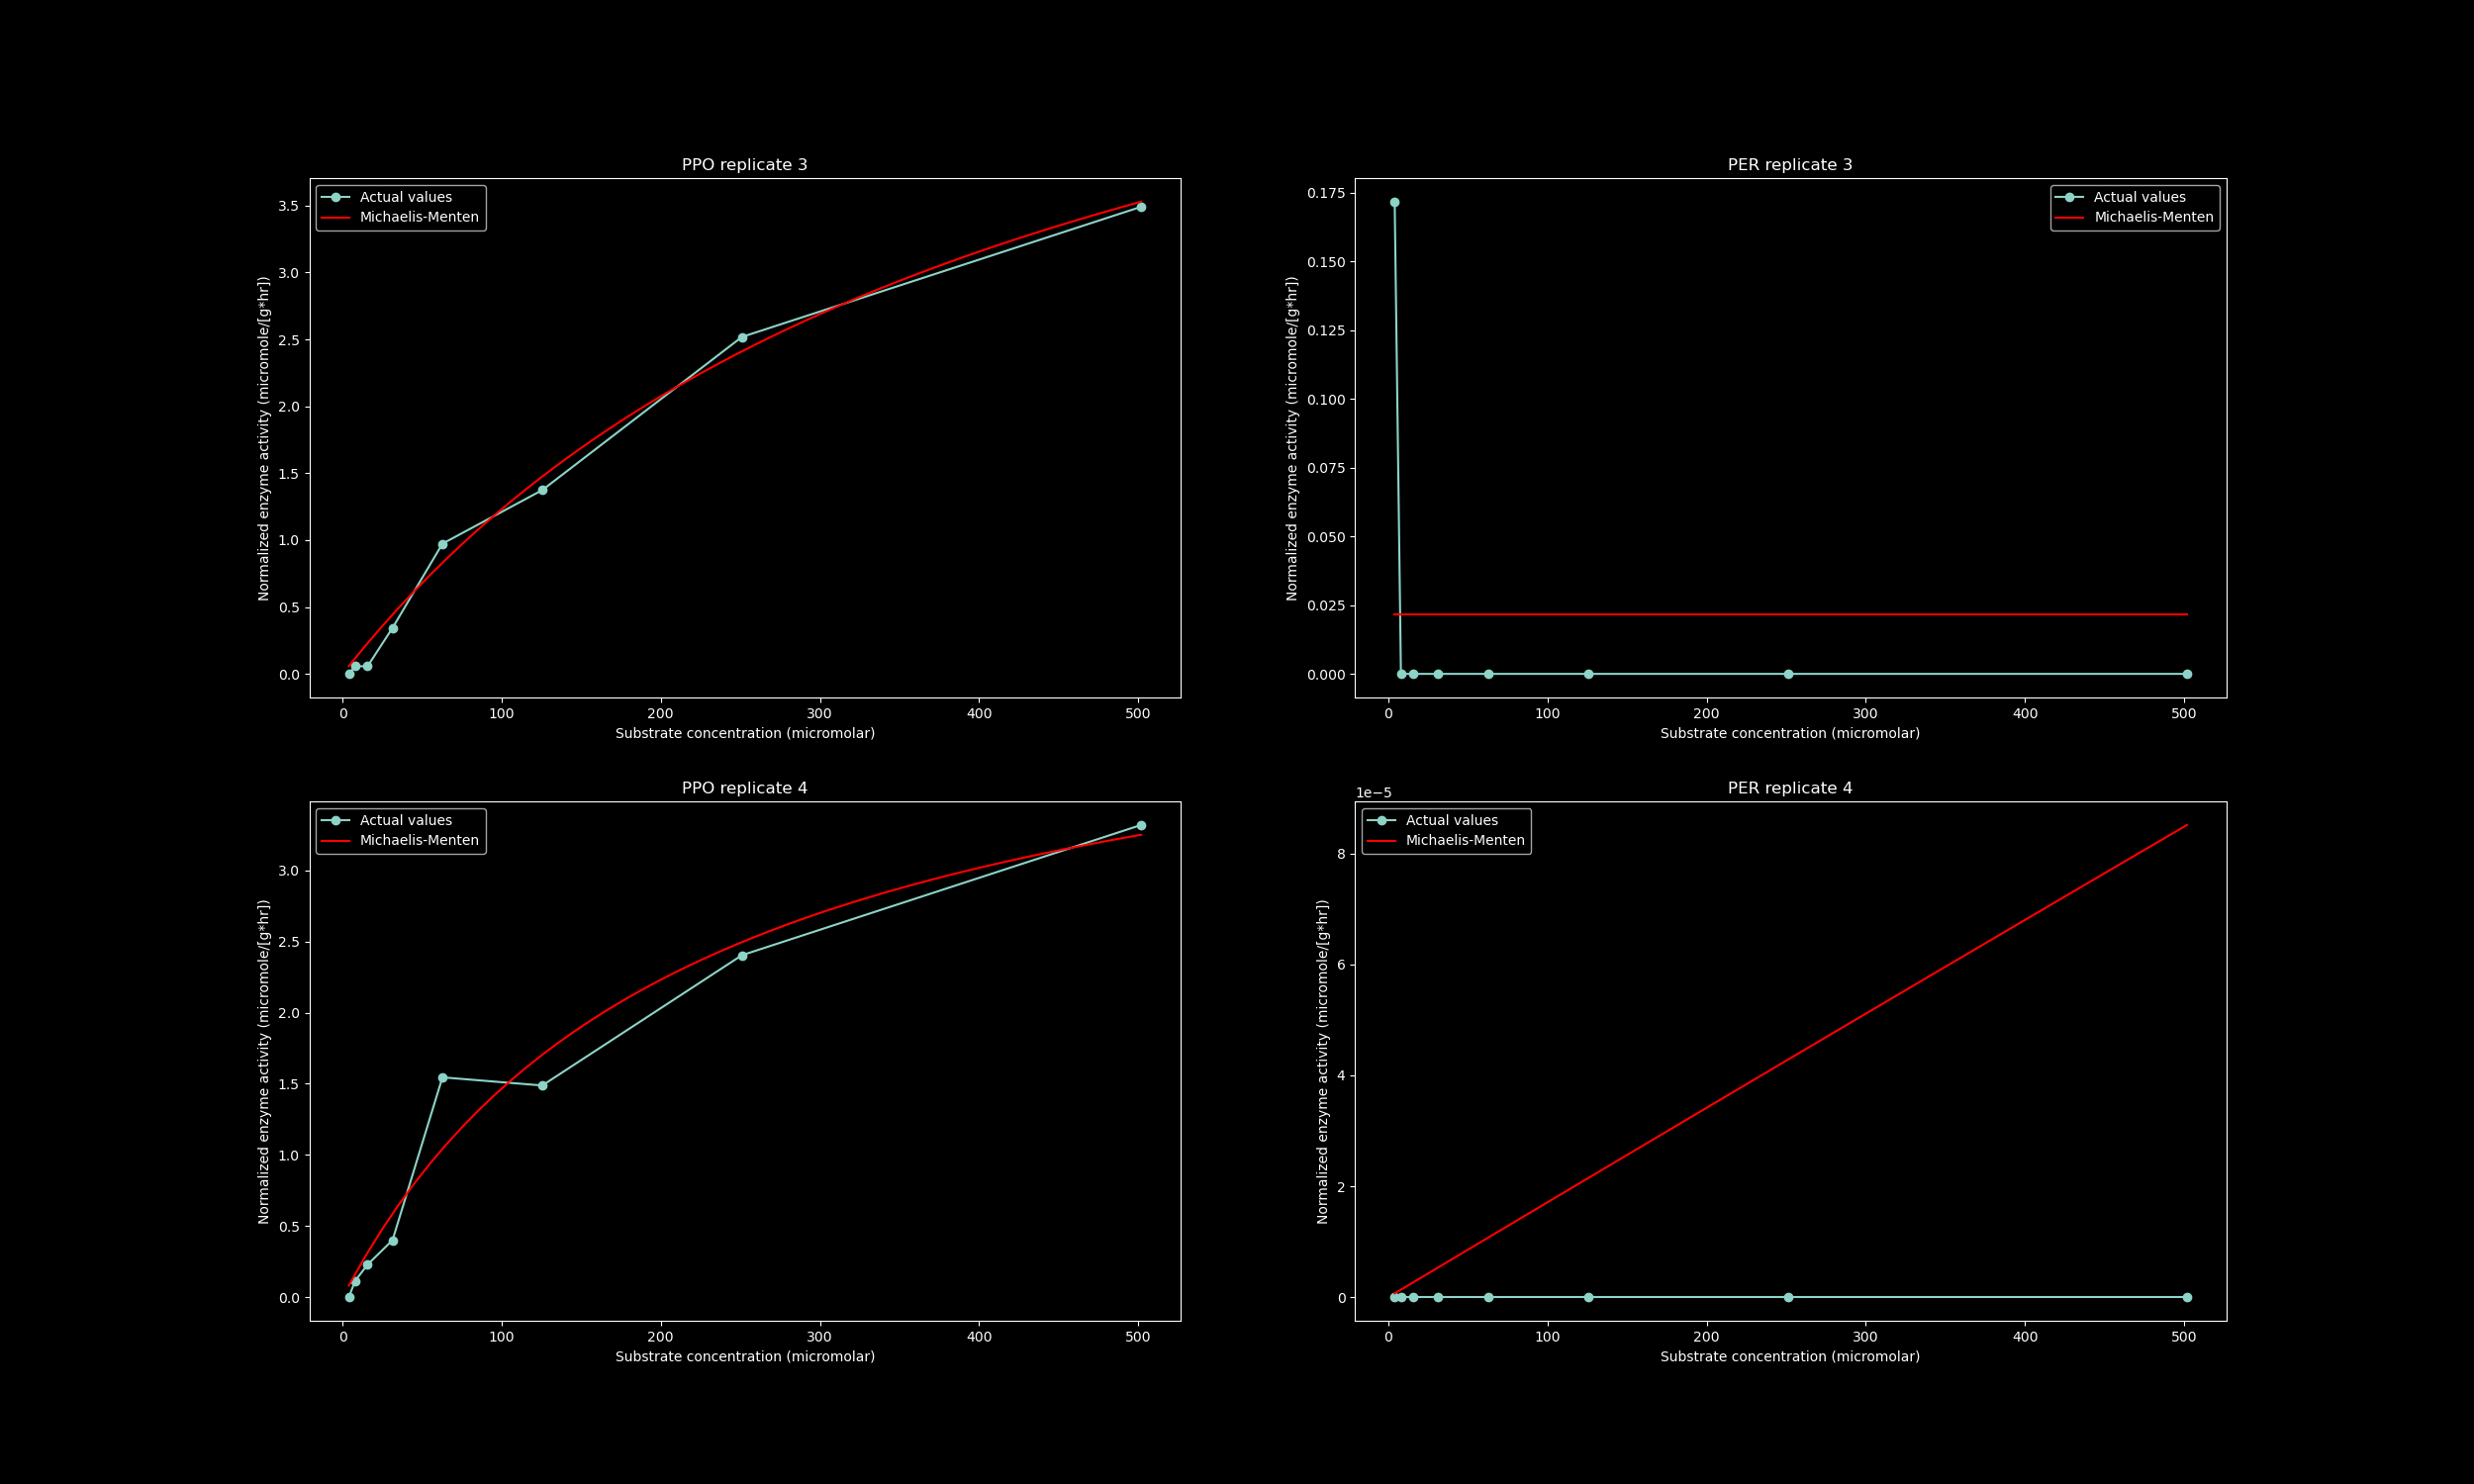 PPO replicate 3
Actual values
Michaelis-Menten
Normalized enzyme activity (micromole/[g*hr])
3.5
3.0
2.5
2.0
1.5
1.0
0.5
0.0
0 100 200 300 400 500
Substrate concentration (micromolar)
PER replicate 3
Actual values
Michaelis-Menten
Normalized enzyme activity (micromole/[g*hr])
0.175
0.150
0.125
0.100
0.075
0.050
0.025
0.000
0 100 200 300 400 500
Substrate concentration (micromolar)
PPO replicate 4
Actual values
Michaelis-Menten
Normalized enzyme activity (micromole/[g*hr])
3.0
2.5
2.0
1.5
1.0
0.5
0.0
0 100 200 300 400 500
Substrate concentration (micromolar)
PER replicate 4
1e−5
Actual values
Michaelis-Menten
Normalized enzyme activity (micromole/[g*hr])
8
6
4
2
0
0 100 200 300 400 500
Substrate concentration (micromolar)